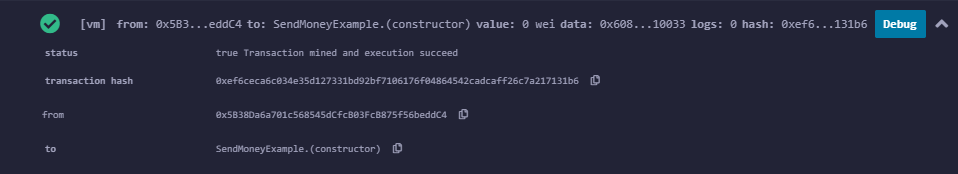 [vm] from: 0x5B3...eddC4 to: SendMoneyExample.(constructor) value: 0 wei data: 0x608...10033 logs: 0 hash: 0xef6...131b6 Debug
status true Transaction mined and execution succeed
transaction hash 0xef6ceca6c034e35d127331bd92bf7106176f04864542cadcaff26c7a217131b6
from 0x5B38Da6a701c568545dCfcB03FcB875f56beddC4
to SendMoneyExample.(constructor)